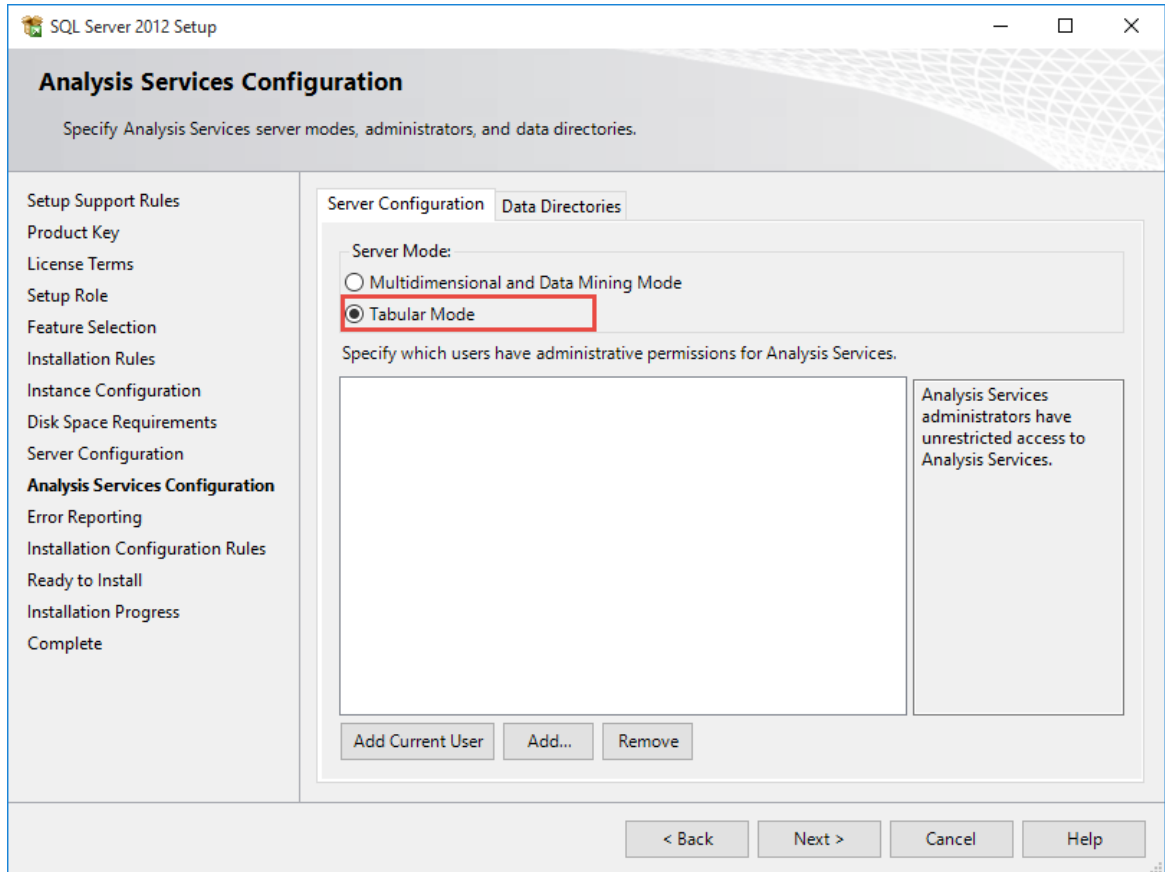 SQL Server 2012 Setup
Analysis Services Configuration
Specify Analysis Services server modes, administrators, and data directories.
Setup Support Rules
Product Key
License Terms
Setup Role
Feature Selection
Installation Rules
Instance Configuration
Disk Space Requirements
Server Configuration
Analysis Services Configuration
Error Reporting
Installation Configuration Rules
Ready to Install
Installation Progress
Complete
Server Configuration Data Directories
Server Mode:
Multidimensional and Data Mining Mode
Tabular Mode
Specify which users have administrative permissions for Analysis Services.
Analysis Services
administrators have
unrestricted access to
Analysis Services.
Add Current User Add... Remove
< Back Next > Cancel Help